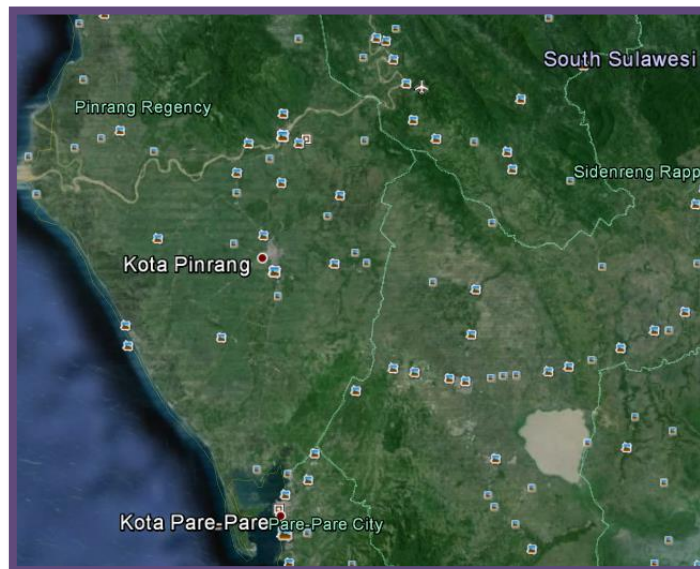 South Sulawesi
Pinrang Regency
Sidenreng Rapp
Kota Pinrang
Kota Pare-Pare
Pare-Pare City